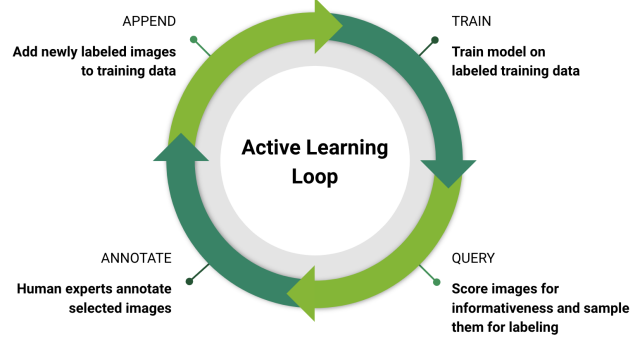 APPEND
Add newly labeled images
to training data
TRAIN
Train model on
labeled training data
Active Learning
Loop
ANNOTATE
Human experts annotate
selected images
QUERY
Score images for
informativeness and sample
them for labeling